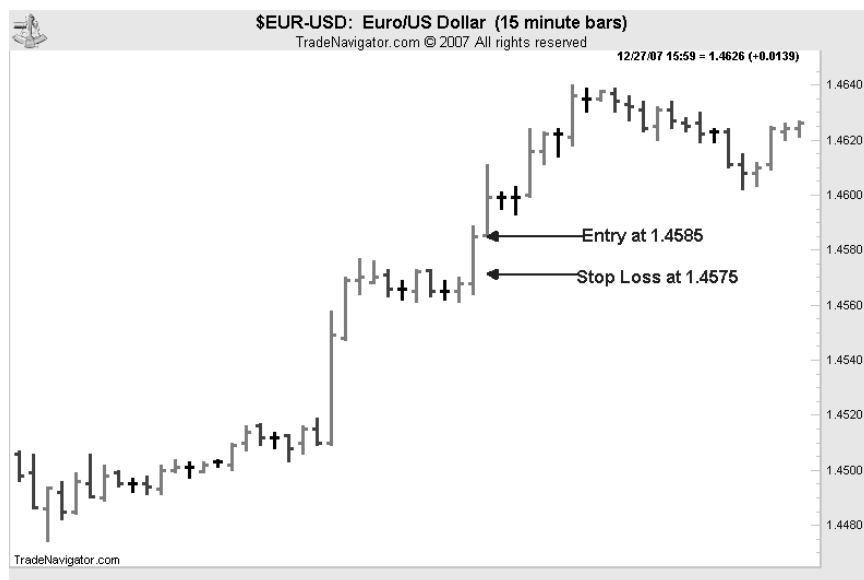 $EUR-USD: Euro/US Dollar (15 minute bars)
TradeNavigator.com © 2007 All rights reserved
12/27/07 15:59 = 1.4626 (+0.0139)
1.4640
1.4620
1.4600
Entry at 1.4585
1.4580
Stop Loss at 1.4575
1.4560
1.4540
1.4520
1.4500
1.4480
TradeNavigator.com